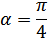 α = π/4